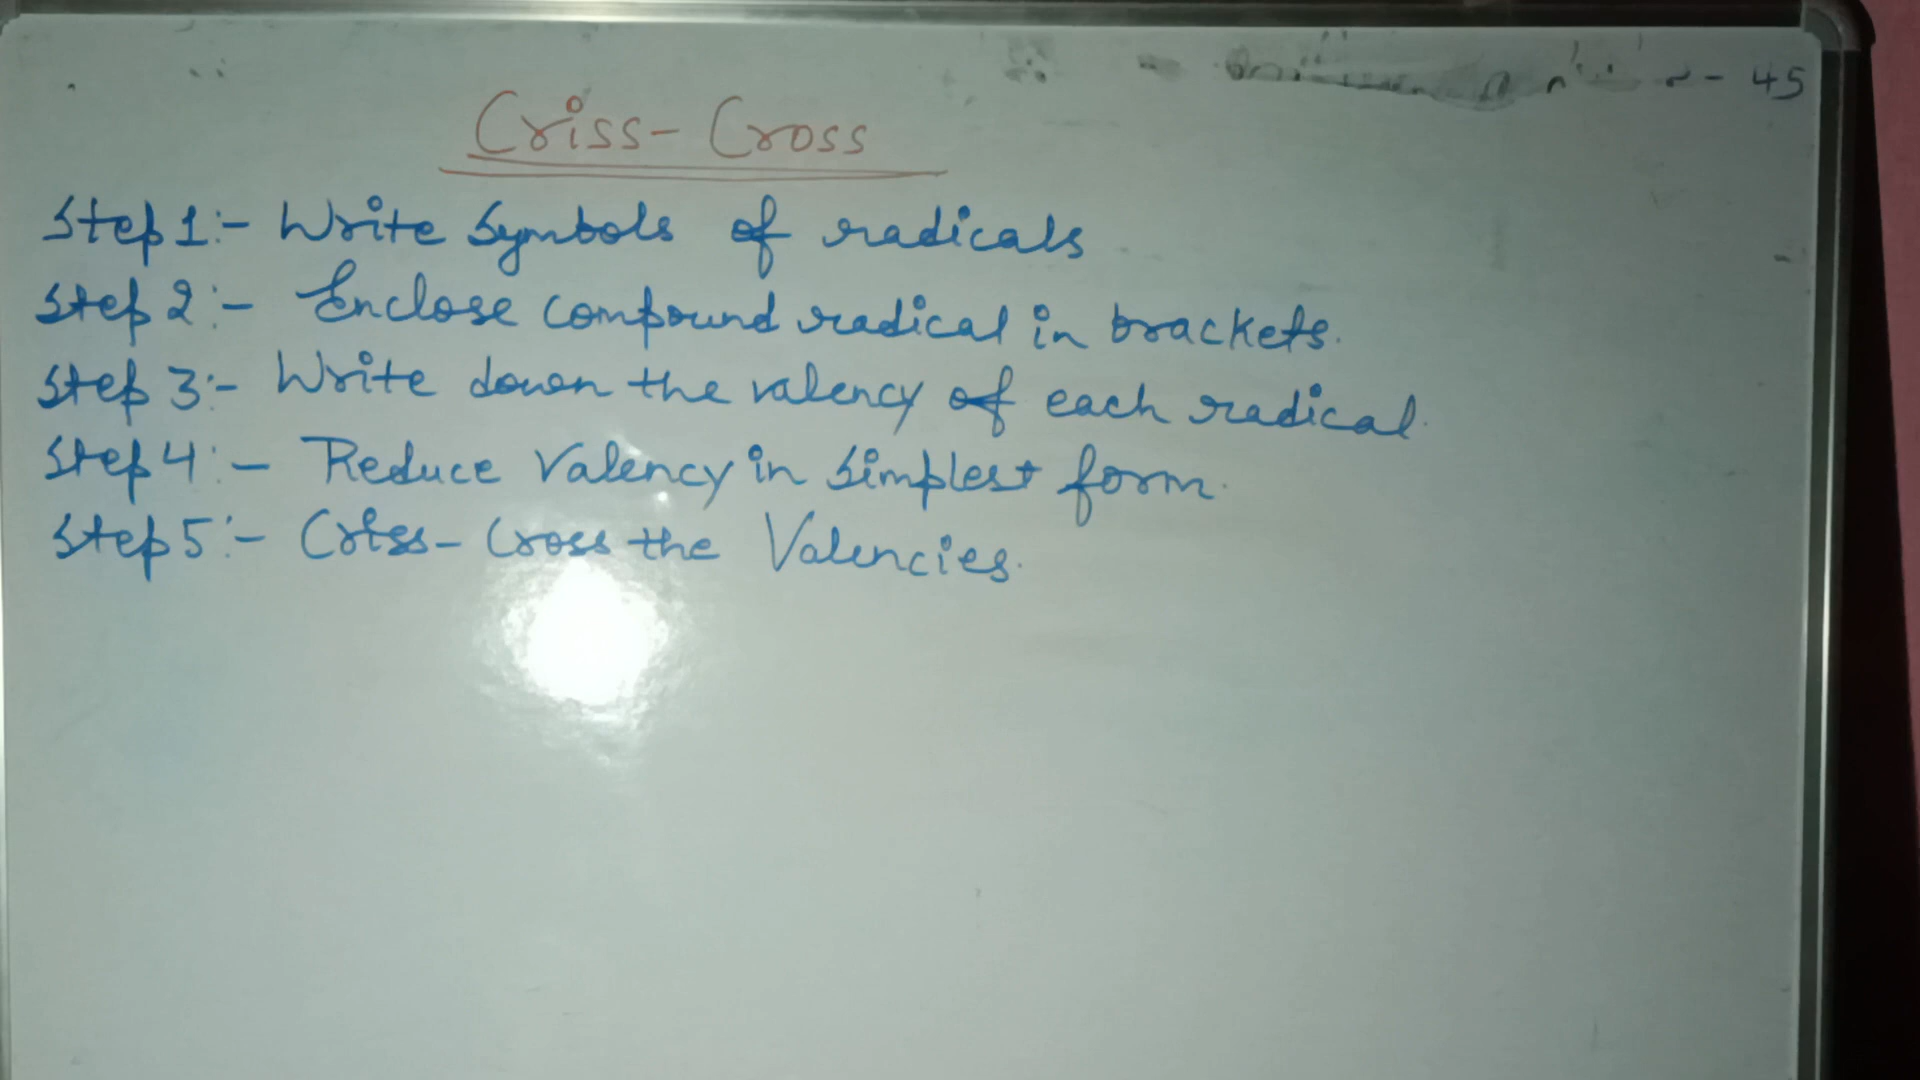 - 45
Criss-Cross
Step 1:- Write Symbols of radicals
Step 2:- Enclose compound radical in brackets.
Step 3:- Write down the valency of each radical.
Step 4:- Reduce Valency in Simplest form.
Step 5:- Criss-Cross the Valencies.